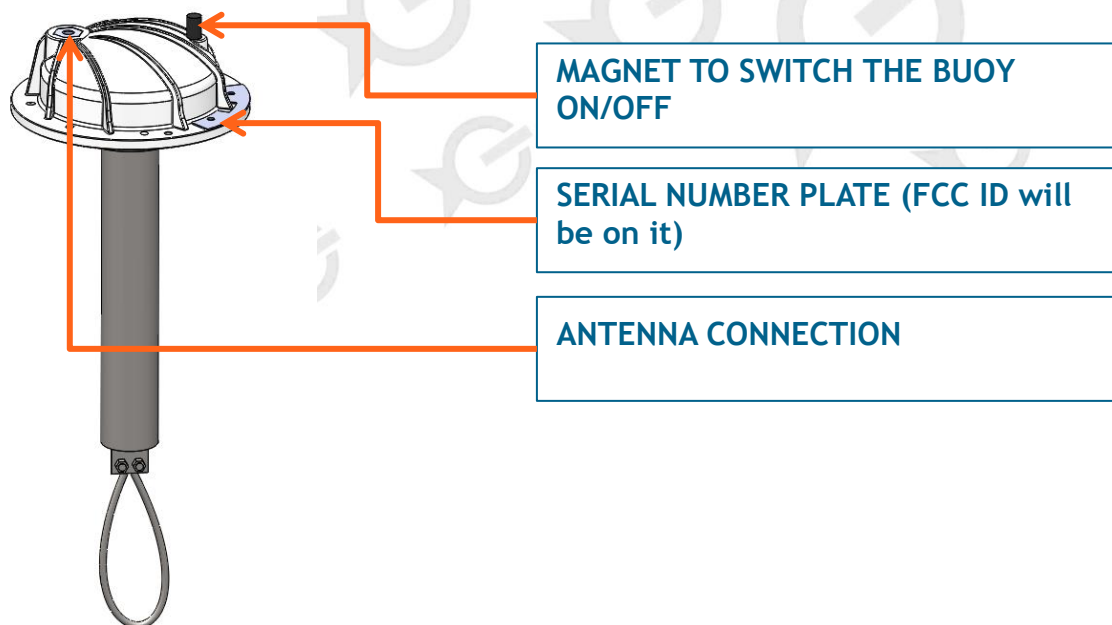 MAGNET TO SWITCH THE BUOY
ON/OFF
SERIAL NUMBER PLATE (FCC ID will
be on it)
ANTENNA CONNECTION